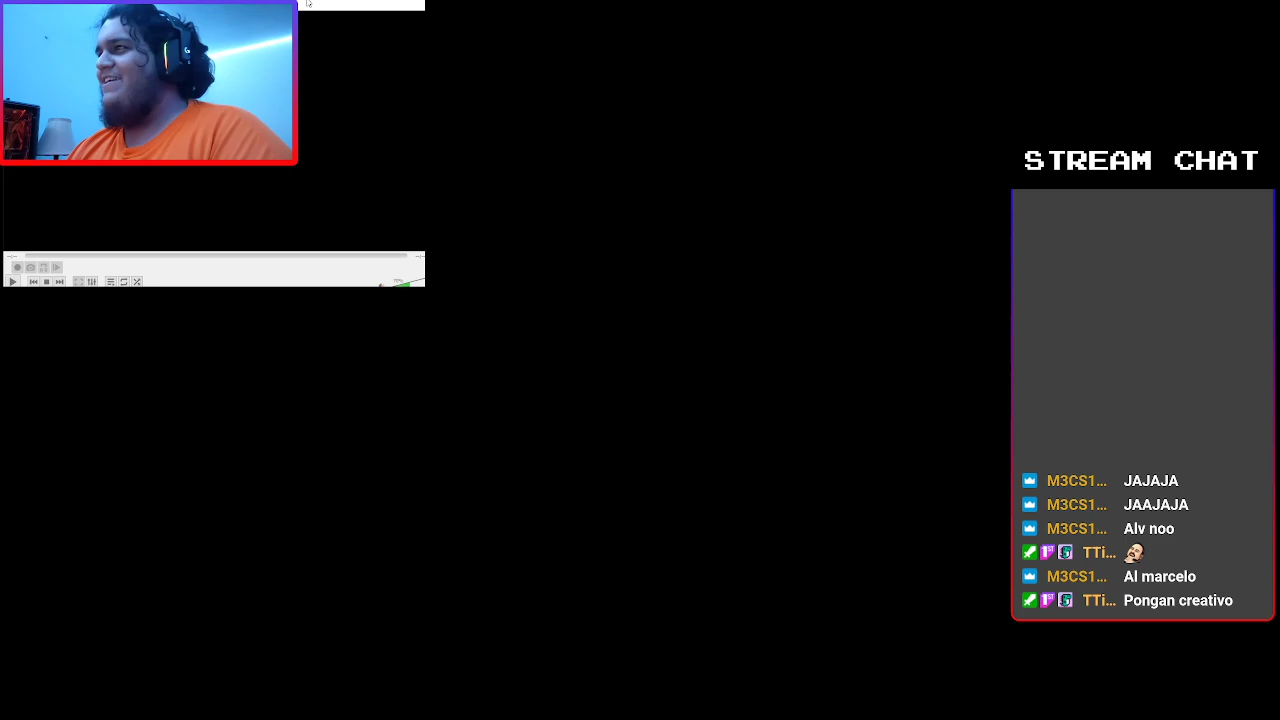 STREAM CHAT
M3CS1... JAJAJA
M3CS1... JAAJAJA
M3CS1... Alv noo
TTi...
M3CS1... Al marcelo
TTi... Pongan creativo